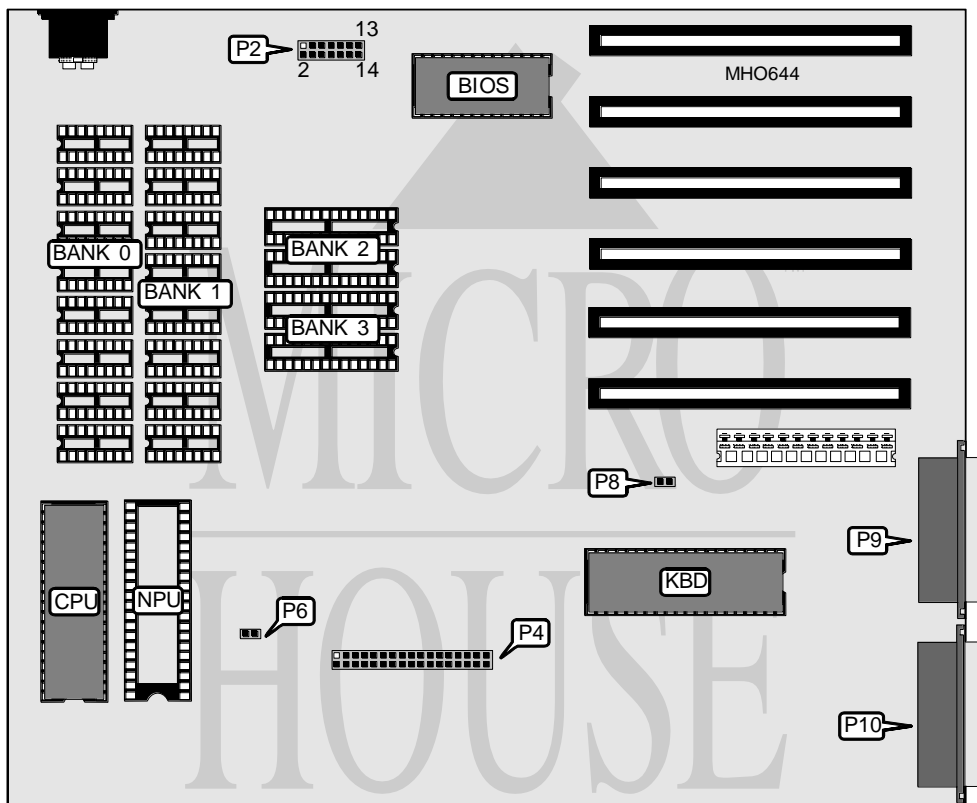 13
P2
2
14
BIOS
MHO644
BANK 0
BANK 1
BANK 2
BANK 3
MICRO
HOUSE
P8
P9
CPU
NPU
KBD
P6
P4
P10